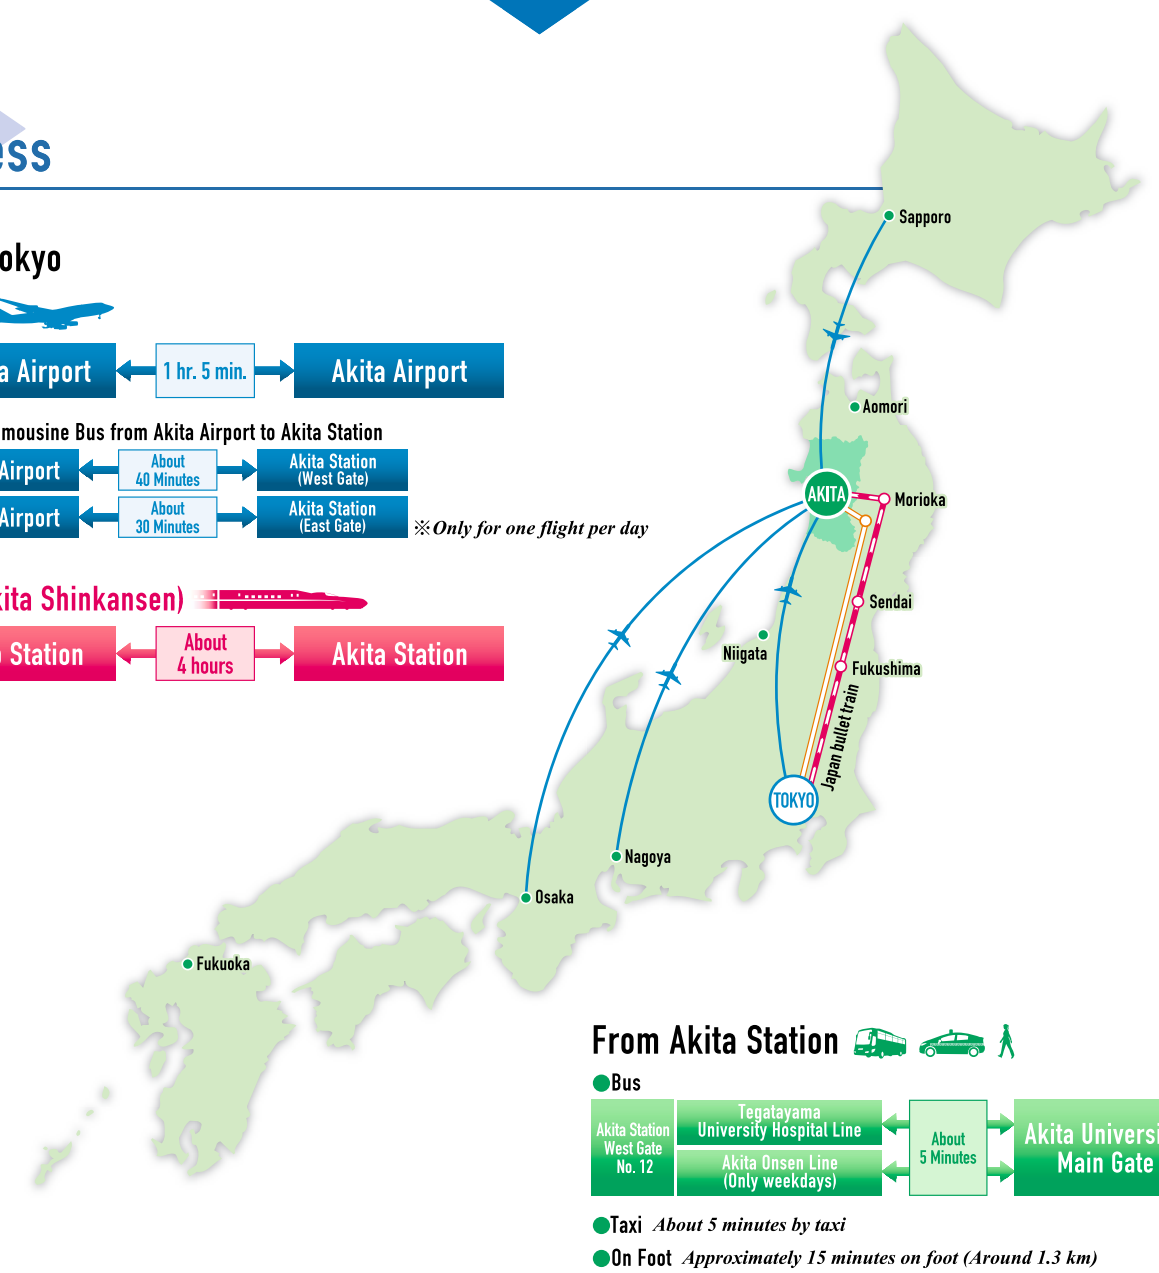 ess
okyo
a Airport
1 hr. 5 min.
Akita Airport
mousine Bus from Akita Airport to Akita Station
Airport
About
40 Minutes
Akita Station
(West Gate)
Airport
About
30 Minutes
Akita Station
(East Gate)
※Only for one flight per day
kita Shinkansen)
o Station
About
4 hours
Akita Station
Sapporo
Aomori
AKITA
Morioka
Sendai
Niigata
Fukushima
Japan bullet train
TOKYO
Nagoya
Osaka
Fukuoka
From Akita Station
●Bus
Akita Station
West Gate
No. 12
Tegatayama
University Hospital Line
Akita Onsen Line
(Only weekdays)
About
5 Minutes
Akita Universi
Main Gate
●Taxi About 5 minutes by taxi
●On Foot Approximately 15 minutes on foot (Around 1.3 km)